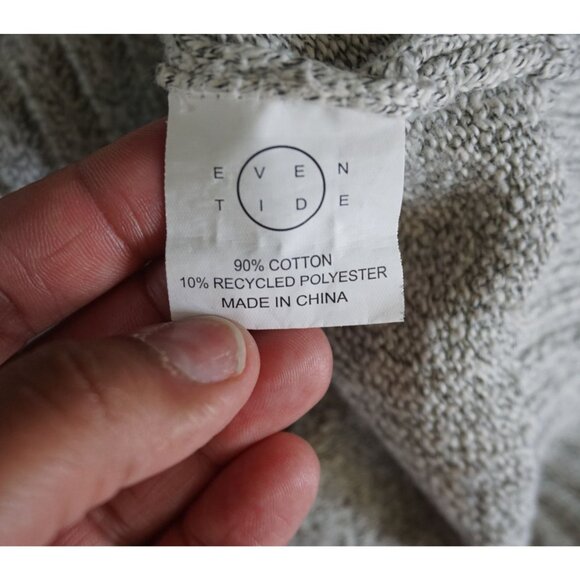 E V E N
T I D E
90% COTTON
10% RECYCLED POLYESTER
MADE IN CHINA